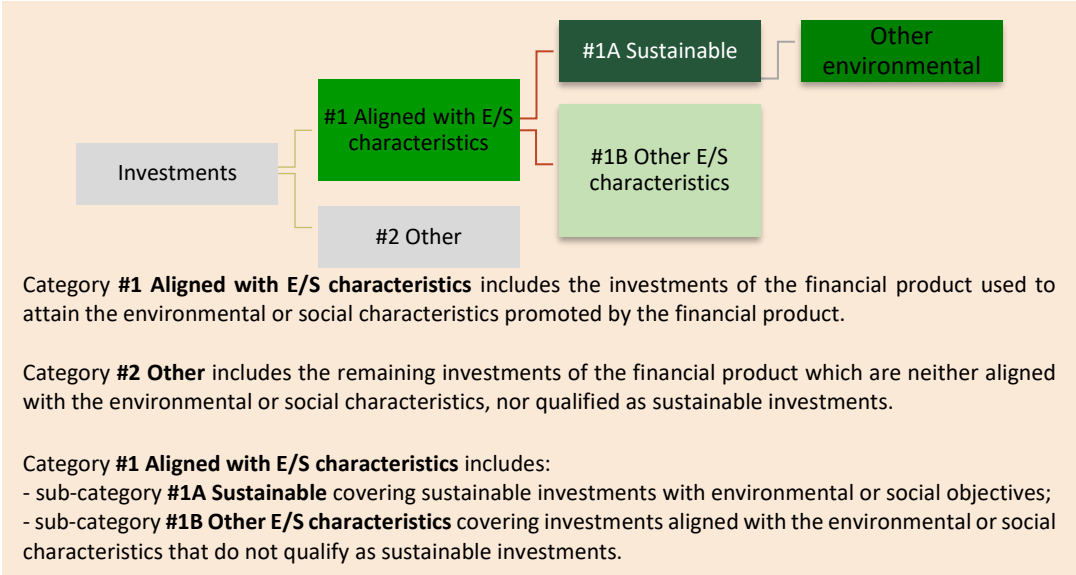 #1A Sustainable
Other
environmental
#1 Aligned with E/S
characteristics
#1B Other E/S
characteristics
Investments
#2 Other
Category #1 Aligned with E/S characteristics includes the investments of the financial product used to
attain the environmental or social characteristics promoted by the financial product.
Category #2 Other includes the remaining investments of the financial product which are neither aligned
with the environmental or social characteristics, nor qualified as sustainable investments.
Category #1 Aligned with E/S characteristics includes:
- sub-category #1A Sustainable covering sustainable investments with environmental or social objectives;
- sub-category #1B Other E/S characteristics covering investments aligned with the environmental or social
characteristics that do not qualify as sustainable investments.